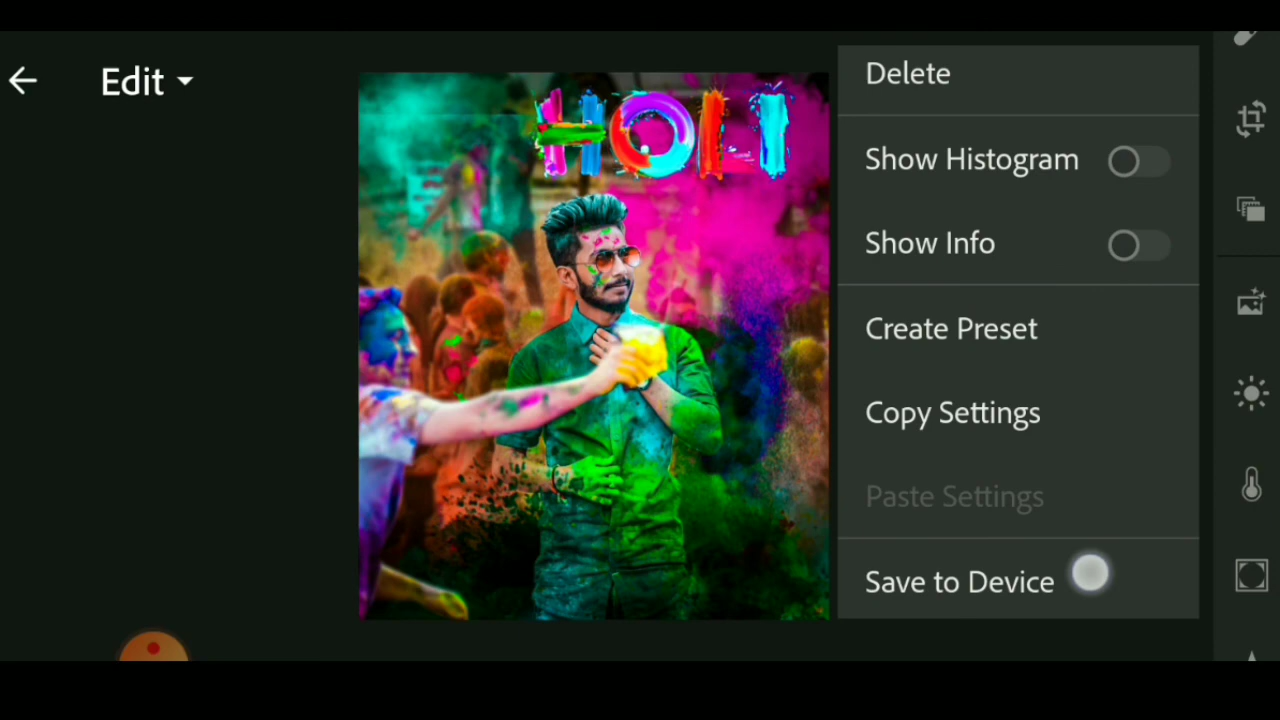 Edit
HOLI
Delete
Show Histogram
Show Info
Create Preset
Copy Settings
Paste Settings
Save to Device